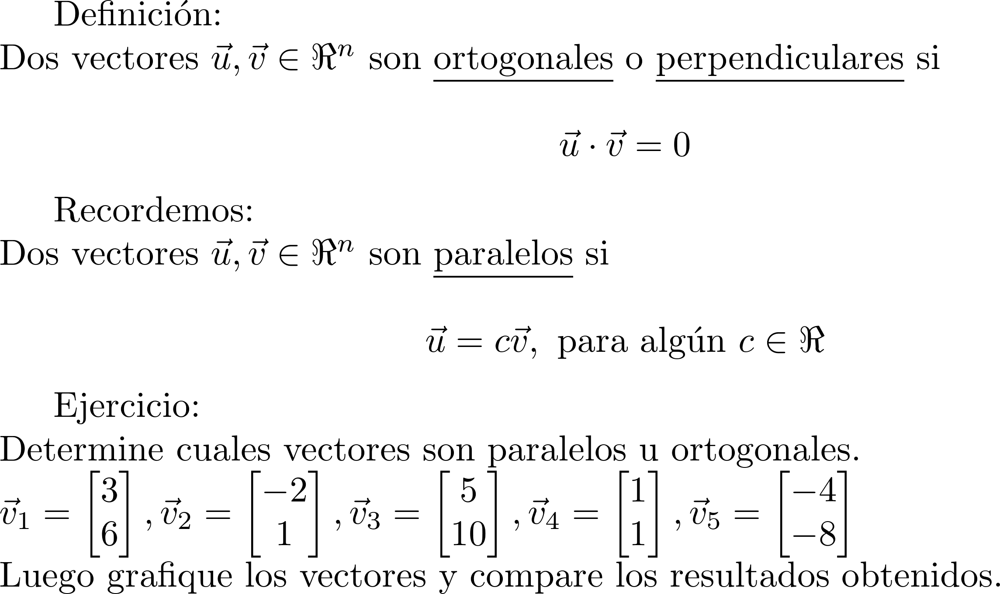 Definición:
Dos vectores $\vec{u}, \vec{v} \in \Re^n$ son ortogonales o perpendiculares si
$\vec{u} \cdot \vec{v} = 0$
Recordemos:
Dos vectores $\vec{u}, \vec{v} \in \Re^n$ son paralelos si
$\vec{u} = c\vec{v},$ para algún $c \in \Re$
Ejercicio:
Determine cuales vectores son paralelos u ortogonales.
$\vec{v}_1 = \begin{bmatrix} 3 \\ 6 \end{bmatrix}, \vec{v}_2 = \begin{bmatrix} -2 \\ 1 \end{bmatrix}, \vec{v}_3 = \begin{bmatrix} 5 \\ 10 \end{bmatrix}, \vec{v}_4 = \begin{bmatrix} 1 \\ 1 \end{bmatrix}, \vec{v}_5 = \begin{bmatrix} -4 \\ -8 \end{bmatrix}$
Luego grafique los vectores y compare los resultados obtenidos.